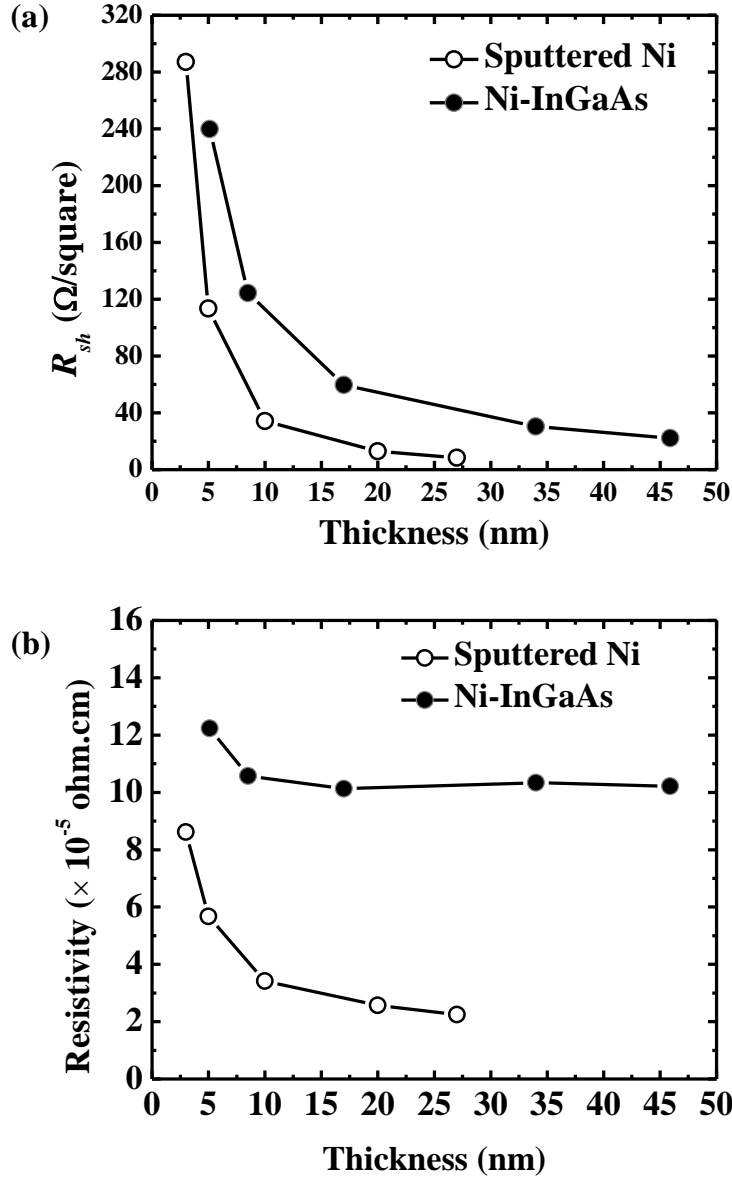 (a)
320
280
240
200
160
120
80
40
0
R_sh (Ω/square)
Sputtered Ni
Ni-InGaAs
0 5 10 15 20 25 30 35 40 45 50
Thickness (nm)
(b)
16
14
12
10
8
6
4
2
0
Resistivity (× 10^-5 ohm.cm)
Sputtered Ni
Ni-InGaAs
0 5 10 15 20 25 30 35 40 45 50
Thickness (nm)